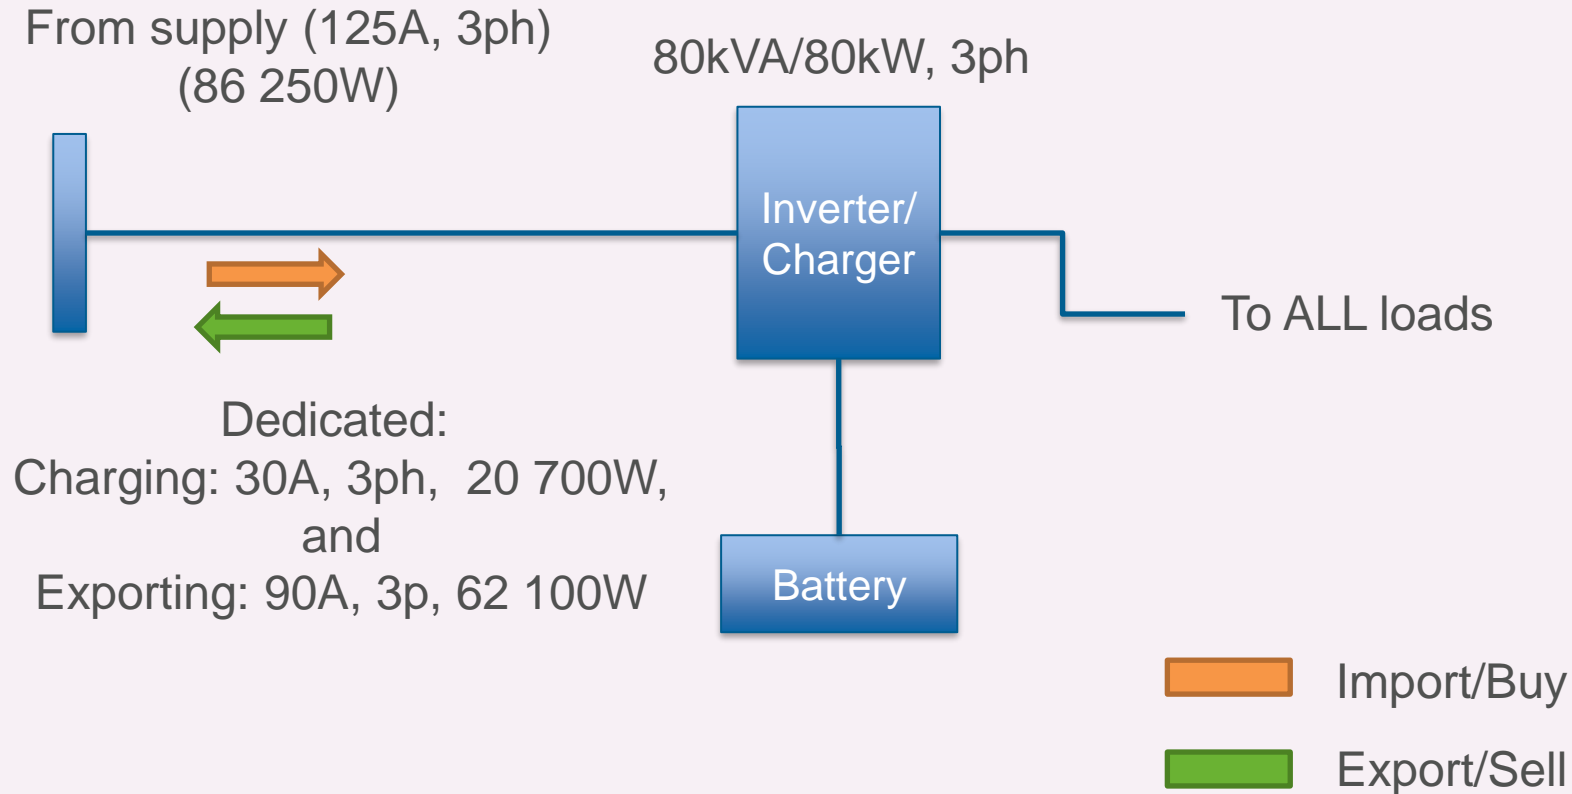 From supply (125A, 3ph)
(86 250W)
80kVA/80kW, 3ph
Inverter/
Charger
To ALL loads
Dedicated:
Charging: 30A, 3ph,  20 700W,
and
Exporting: 90A, 3p, 62 100W
Battery
Import/Buy
Export/Sell